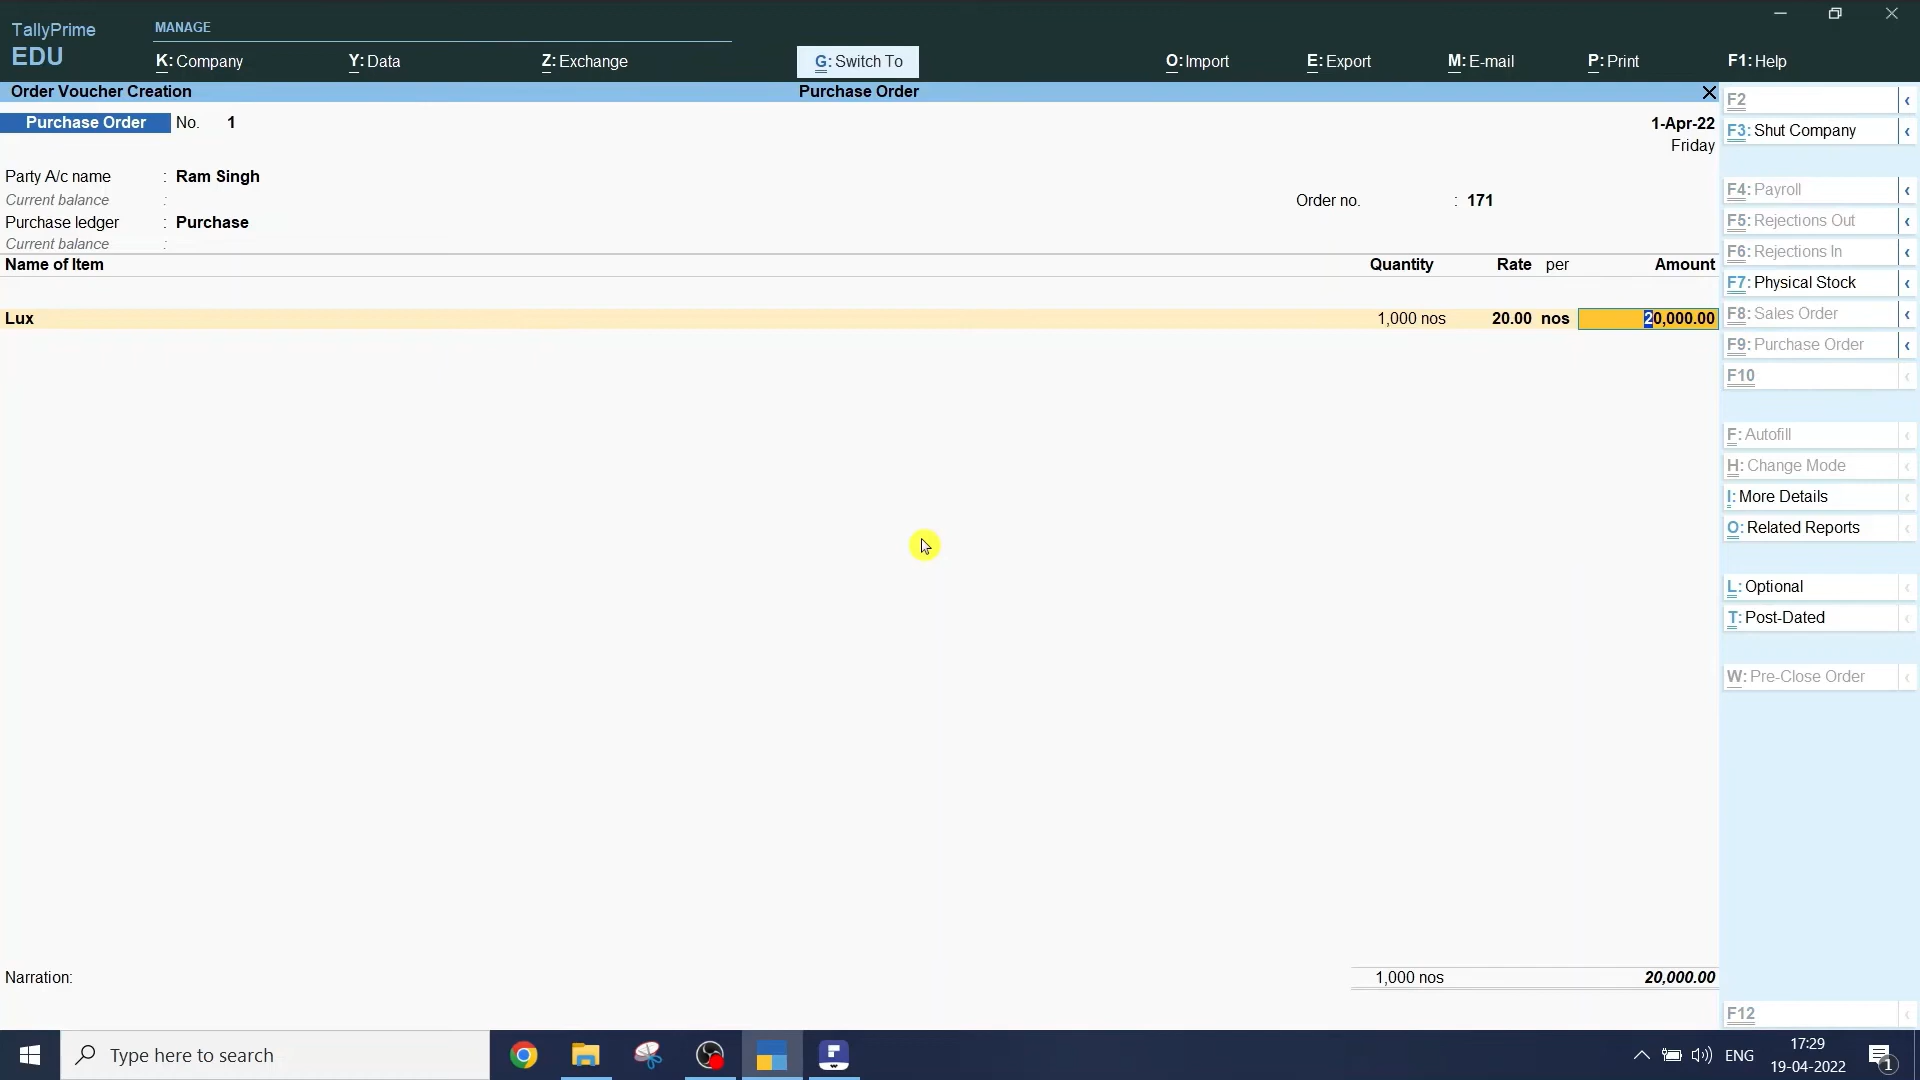 TallyPrime
EDU
MANAGE
K: Company
Y: Data
Z: Exchange
G: Switch To
O: Import
E: Export
M: E-mail
P: Print
F1: Help
Order Voucher Creation
Purchase Order
Purchase Order No. 1
1-Apr-22
Friday
Party A/c name : Ram Singh
Current balance :
Order no. : 171
Purchase ledger : Purchase
Current balance :
Name of Item Quantity Rate per Amount
Lux 1,000 nos 20.00 nos 20,000.00
Narration:
1,000 nos 20,000.00
F2
F3: Shut Company
F4: Payroll
F5: Rejections Out
F6: Rejections In
F7: Physical Stock
F8: Sales Order
F9: Purchase Order
F10
F: Autofill
H: Change Mode
I: More Details
O: Related Reports
L: Optional
T: Post-Dated
W: Pre-Close Order
F12
Type here to search
ENG
17:29
19-04-2022
1